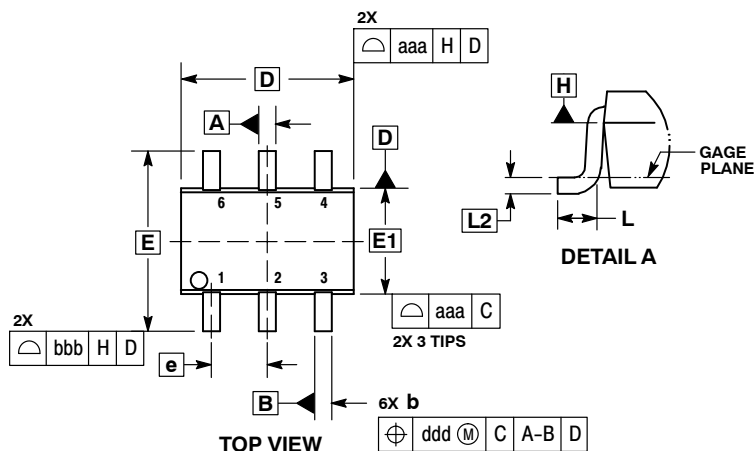 2X
⌓ aaa H D
D
A
D
H
GAGE
PLANE
6 5 4
L2
L
E
E1
DETAIL A
1 2 3
2X
⌓ bbb H D
⌓ aaa C
2X 3 TIPS
e
B
6X b
⌖ ddd Ⓜ C A-B D
TOP VIEW